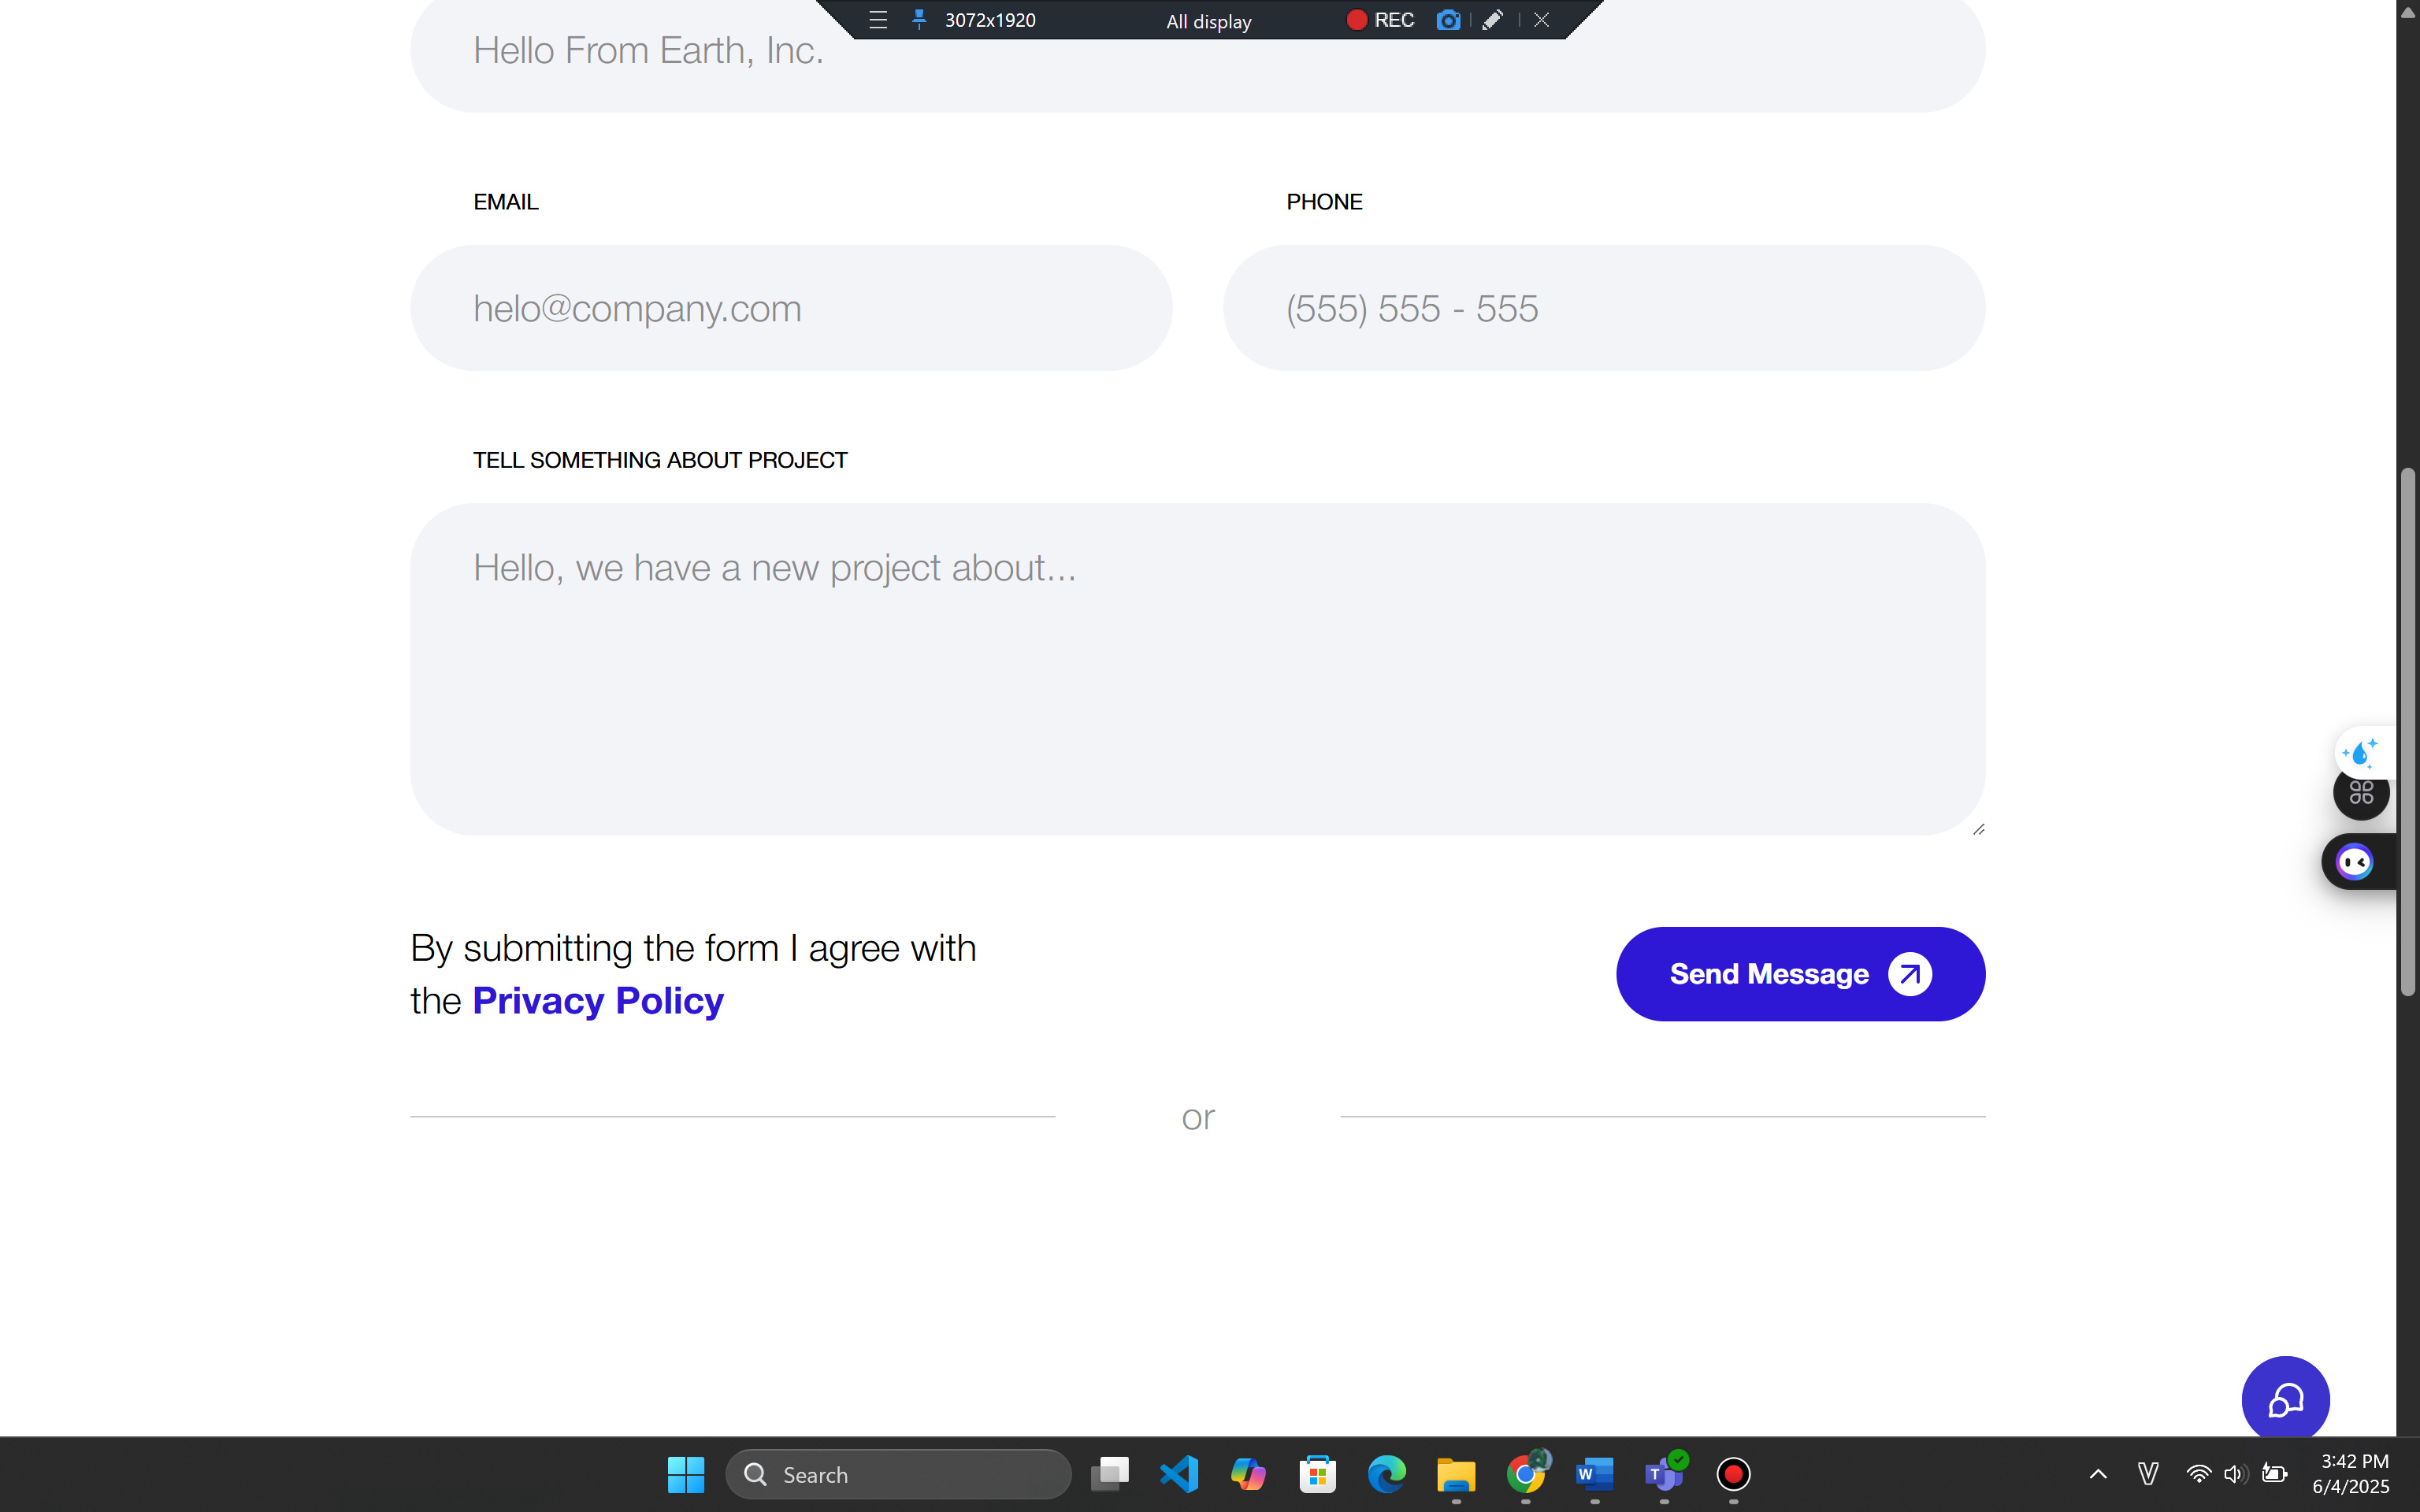 3072x1920
All display
REC
Hello From Earth, Inc.
EMAIL
PHONE
helo@company.com
(555) 555 - 555
TELL SOMETHING ABOUT PROJECT
Hello, we have a new project about...
By submitting the form I agree with
the Privacy Policy
Send Message
or
Search
3:42 PM
6/4/2025